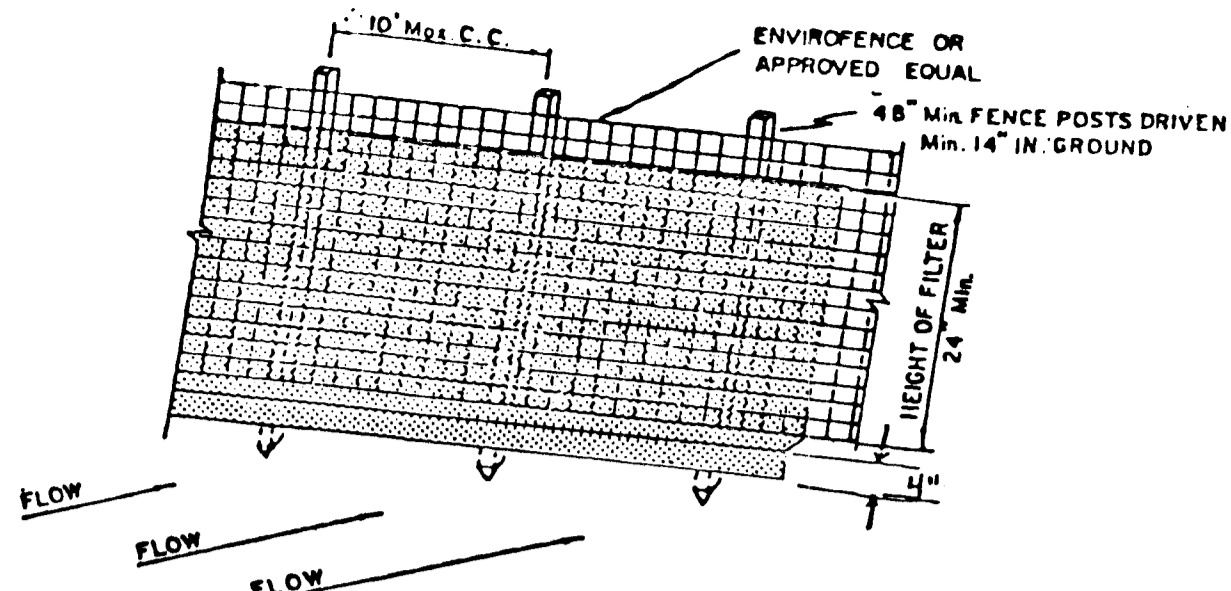 10' Max. C.C.
ENVIROFENCE OR
APPROVED EQUAL
48" Min. FENCE POSTS DRIVEN
Min. 14" IN. GROUND
HEIGHT OF FILTER
24" Min.
4"
FLOW
FLOW
FLOW